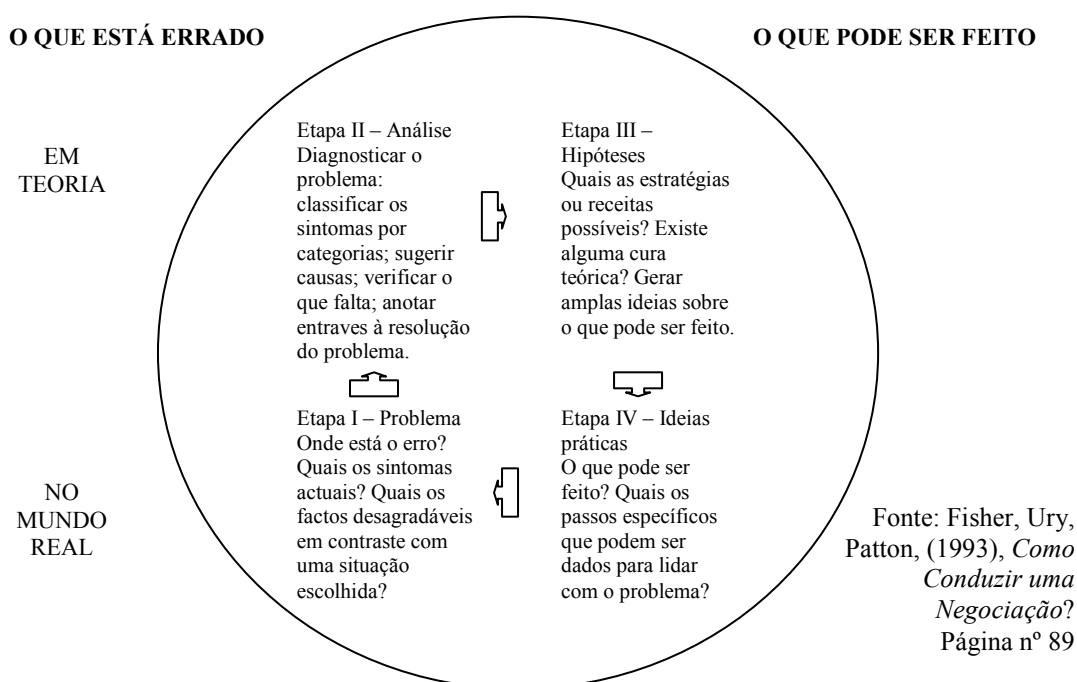 O QUE ESTÁ ERRADO
O QUE PODE SER FEITO
EM
TEORIA
Etapa II – Análise
Diagnosticar o
problema:
classificar os
sintomas por
categorias; sugerir
causas; verificar o
que falta; anotar
entraves à resolução
do problema.
Etapa III –
Hipóteses
Quais as estratégias
ou receitas
possíveis? Existe
alguma cura
teórica? Gerar
amplas ideias sobre
o que pode ser feito.
NO
MUNDO
REAL
Etapa I – Problema
Onde está o erro?
Quais os sintomas
actuais? Quais os
factos desagradáveis
em contraste com
uma situação
escolhida?
Etapa IV – Ideias
práticas
O que pode ser
feito? Quais os
passos específicos
que podem ser
dados para lidar
com o problema?
Fonte: Fisher, Ury,
Patton, (1993), Como
Conduzir uma
Negociação?
Página nº 89